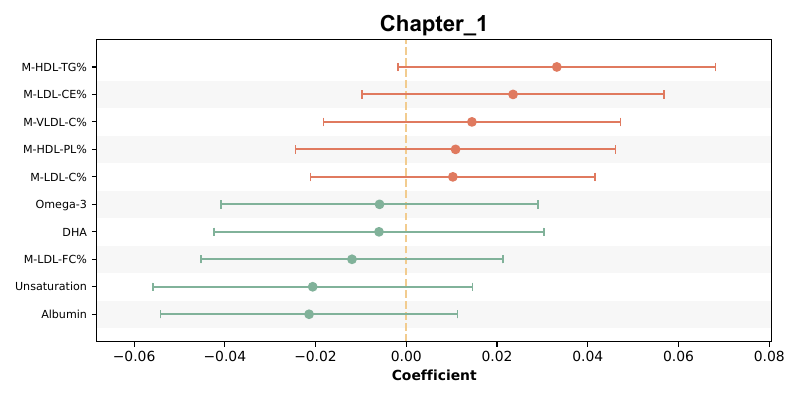 Chapter_1
M-HDL-TG%
M-LDL-CE%
M-VLDL-C%
M-HDL-PL%
M-LDL-C%
Omega-3
DHA
M-LDL-FC%
Unsaturation
Albumin
−0.06 −0.04 −0.02 0.00 0.02 0.04 0.06 0.08
Coefficient